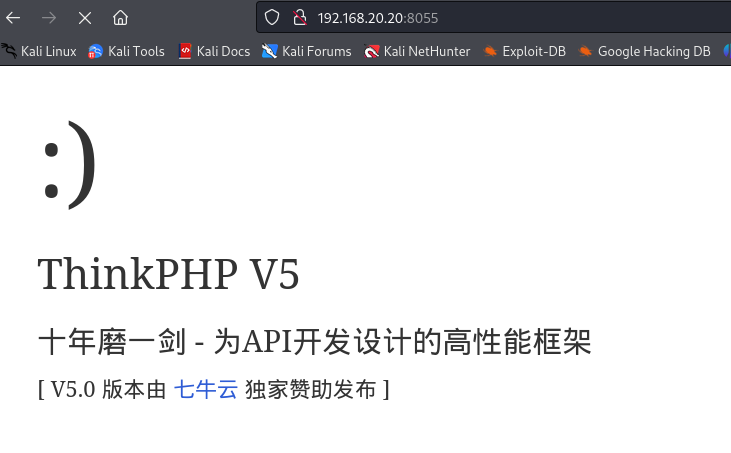 192.168.20.20:8055
Kali Linux Kali Tools Kali Docs Kali Forums Kali NetHunter Exploit-DB Google Hacking DB
:)
ThinkPHP V5
十年磨一剑 - 为API开发设计的高性能框架
[ V5.0 版本由 七牛云 独家赞助发布 ]